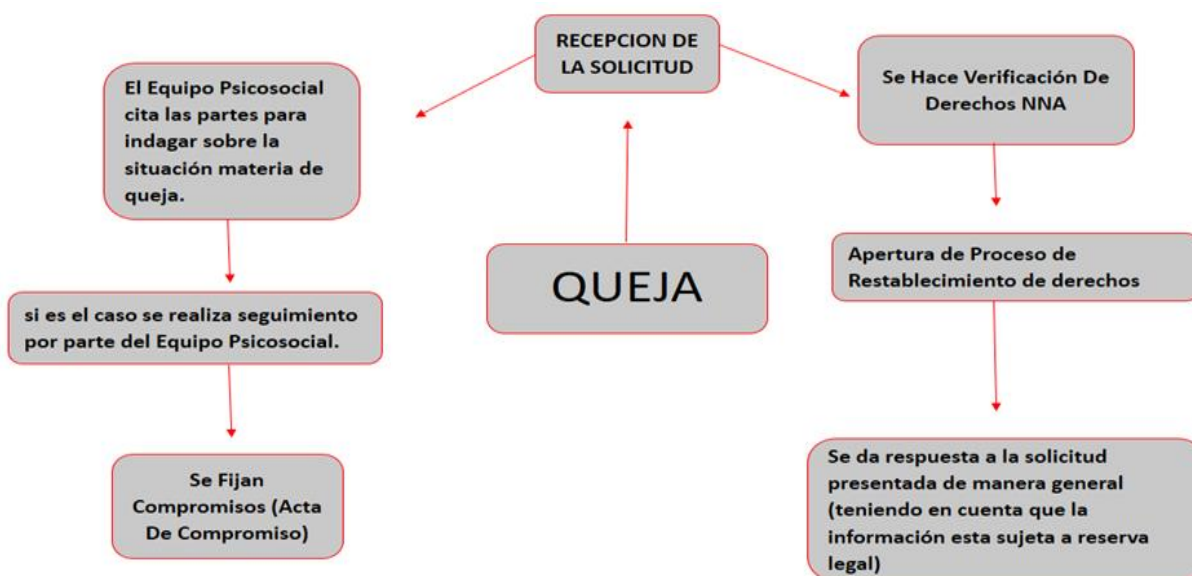 RECEPCION DE
LA SOLICITUD
El Equipo Psicosocial
cita las partes para
indagar sobre la
situación materia de
queja.
Se Hace Verificación De
Derechos NNA
QUEJA
Apertura de Proceso de
Restablecimiento de derechos
si es el caso se realiza seguimiento
por parte del Equipo Psicosocial.
Se Fijan
Compromisos (Acta
De Compromiso)
Se da respuesta a la solicitud
presentada de manera general
(teniendo en cuenta que la
información esta sujeta a reserva
legal)